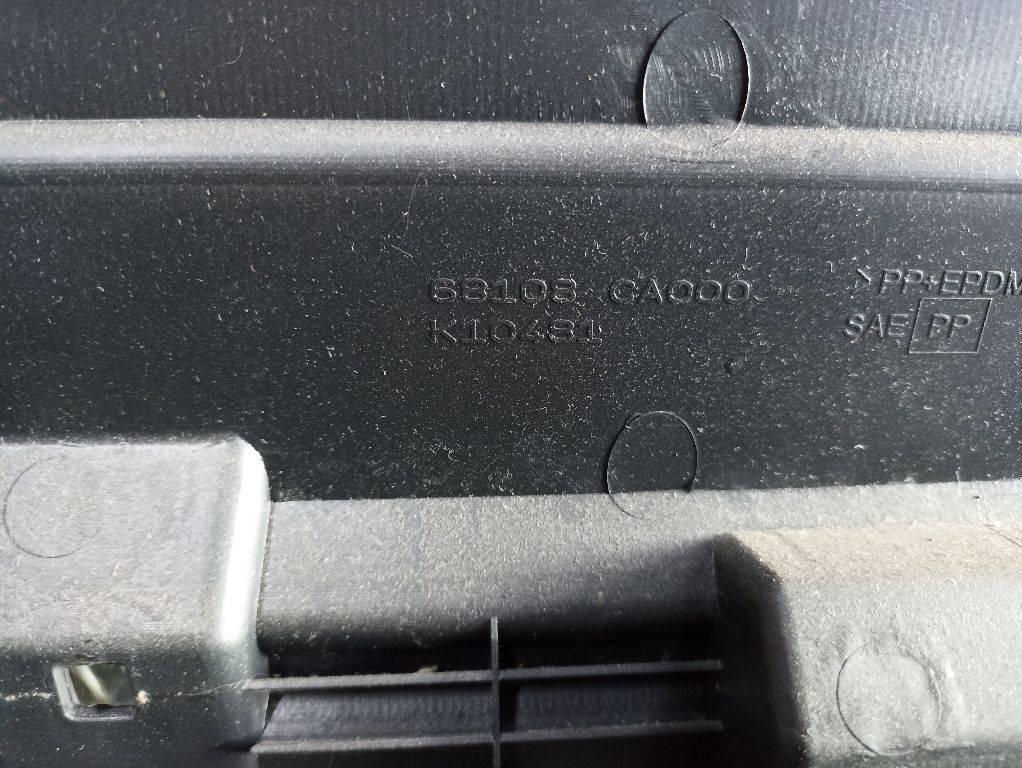 68108 CA000
K10481
>PP+EPDM
SAE PP